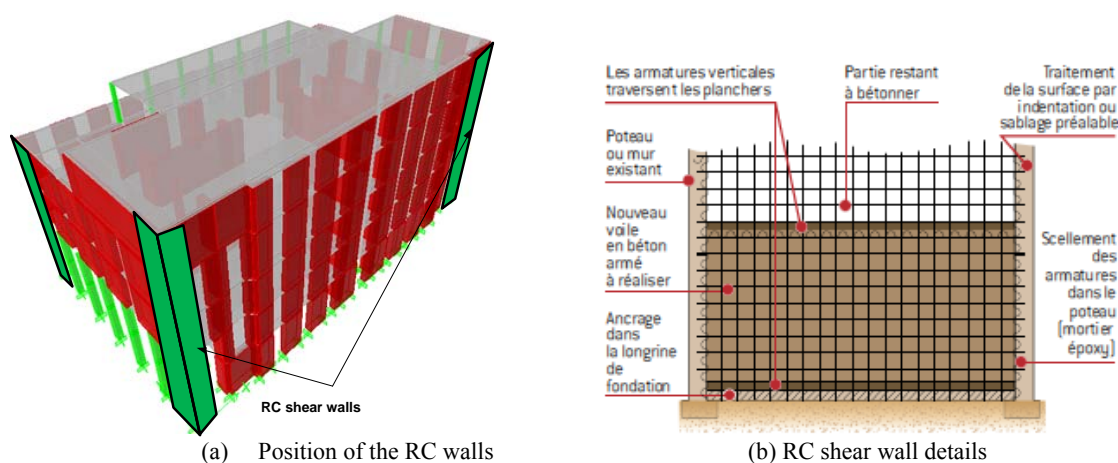 RC shear walls
(a) Position of the RC walls
Les armatures verticales
traversent les planchers
Partie restant
à bétonner
Traitement
de la surface par
indentation ou
sablage préalable
Poteau
ou mur
existant
Nouveau
voile
en béton
armé
à réaliser
Ancrage
dans
la longrine
de
fondation
Scellement
des
armatures
dans le
poteau
(mortier
époxy)
(b) RC shear wall details